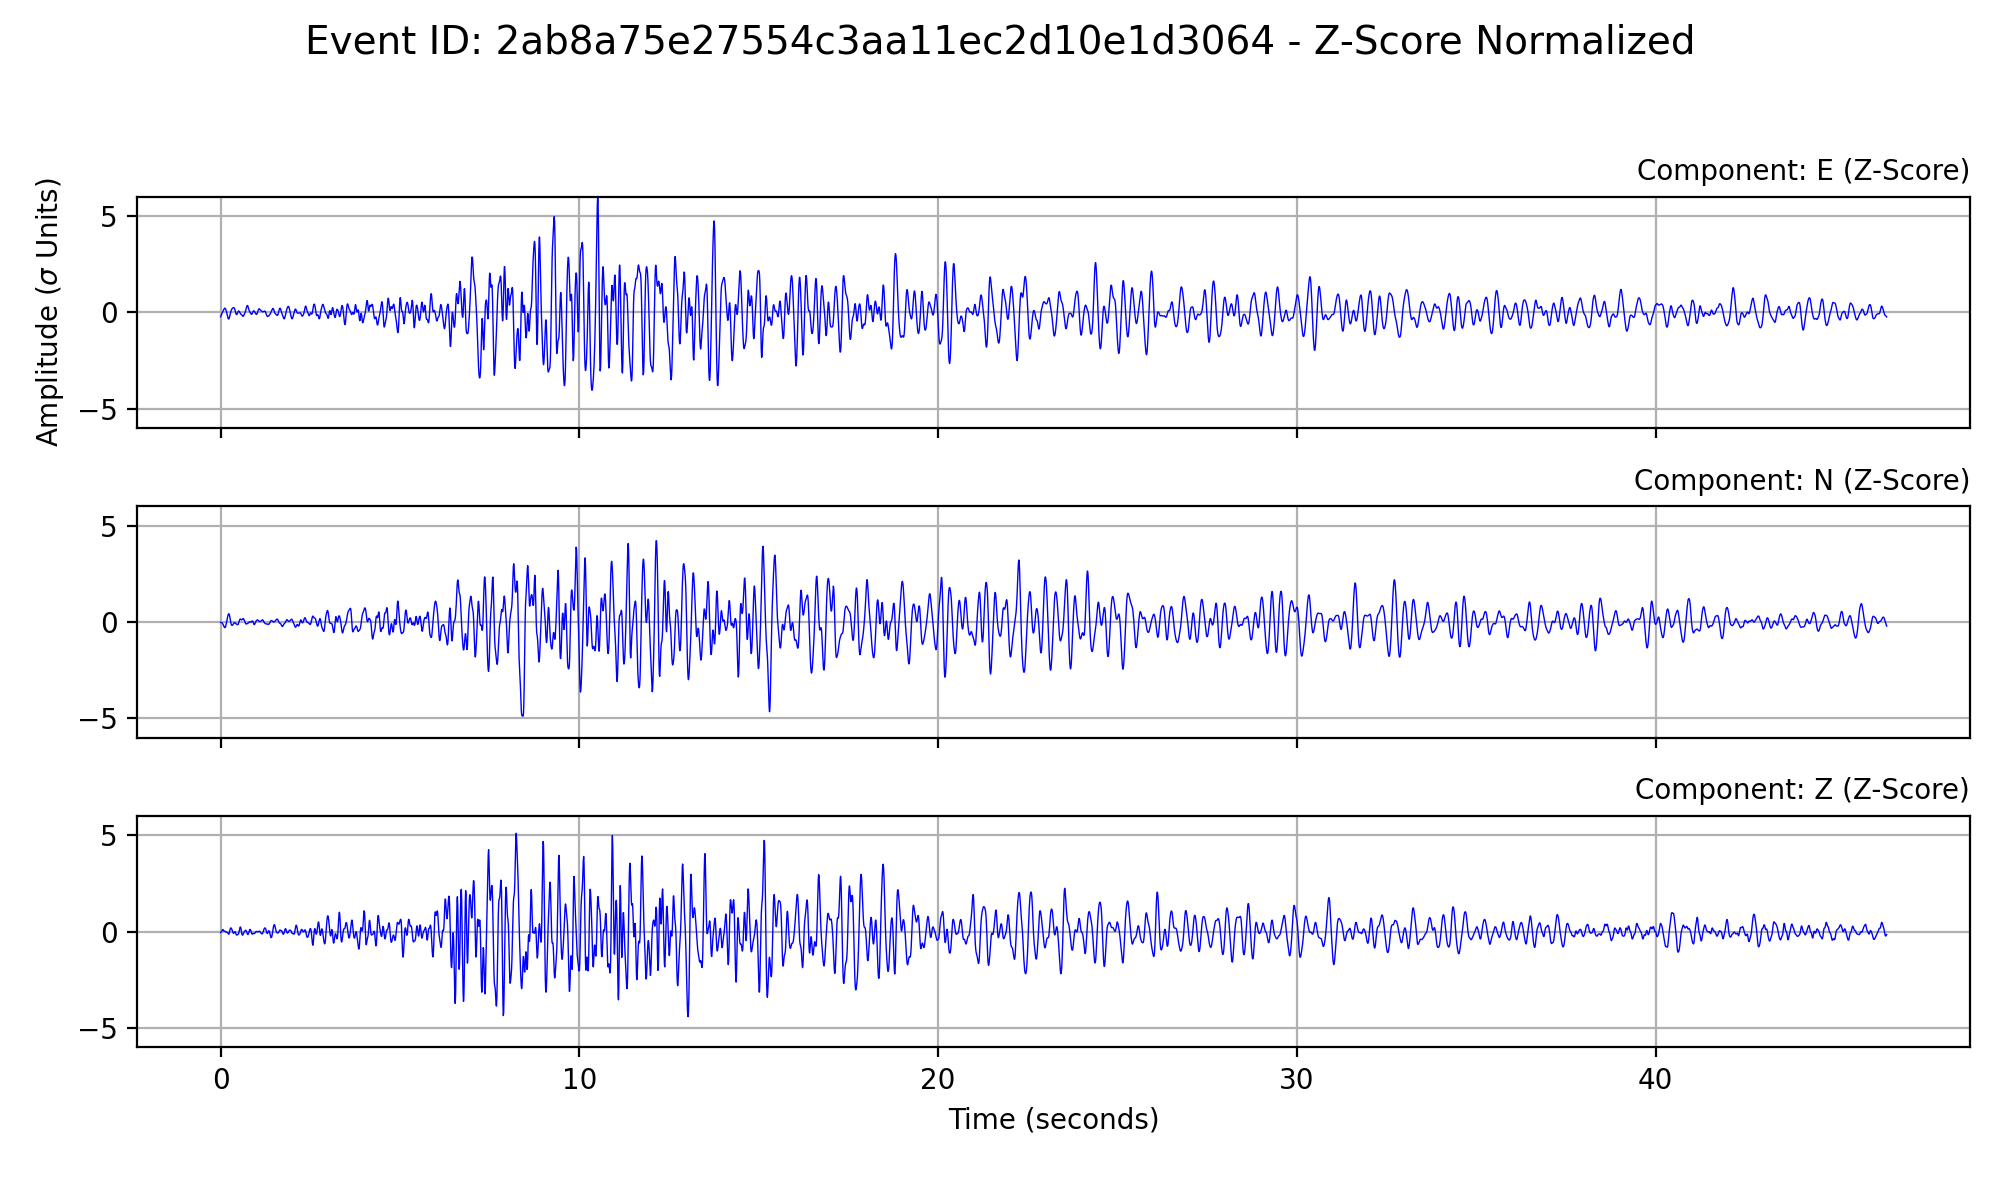 Event ID: 2ab8a75e27554c3aa11ec2d10e1d3064 - Z-Score Normalized
Component: E (Z-Score)
Amplitude (σ Units)
5
0
−5
Component: N (Z-Score)
5
0
−5
Component: Z (Z-Score)
5
0
−5
0 10 20 30 40
Time (seconds)